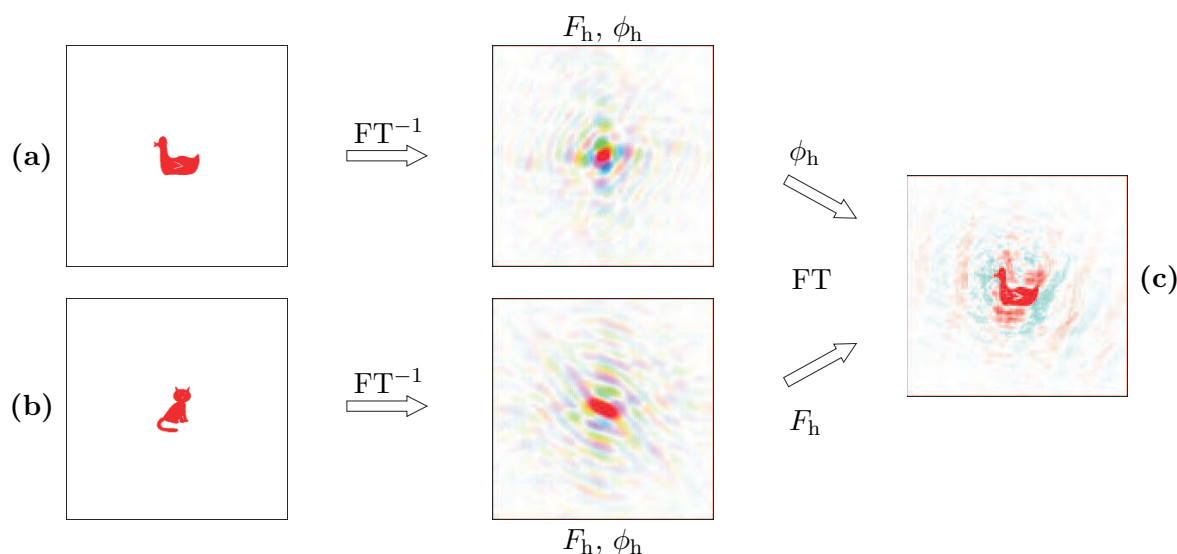 F_h, ϕ_h
(a)
FT⁻¹
ϕ_h
FT
(c)
(b)
FT⁻¹
F_h
F_h, ϕ_h